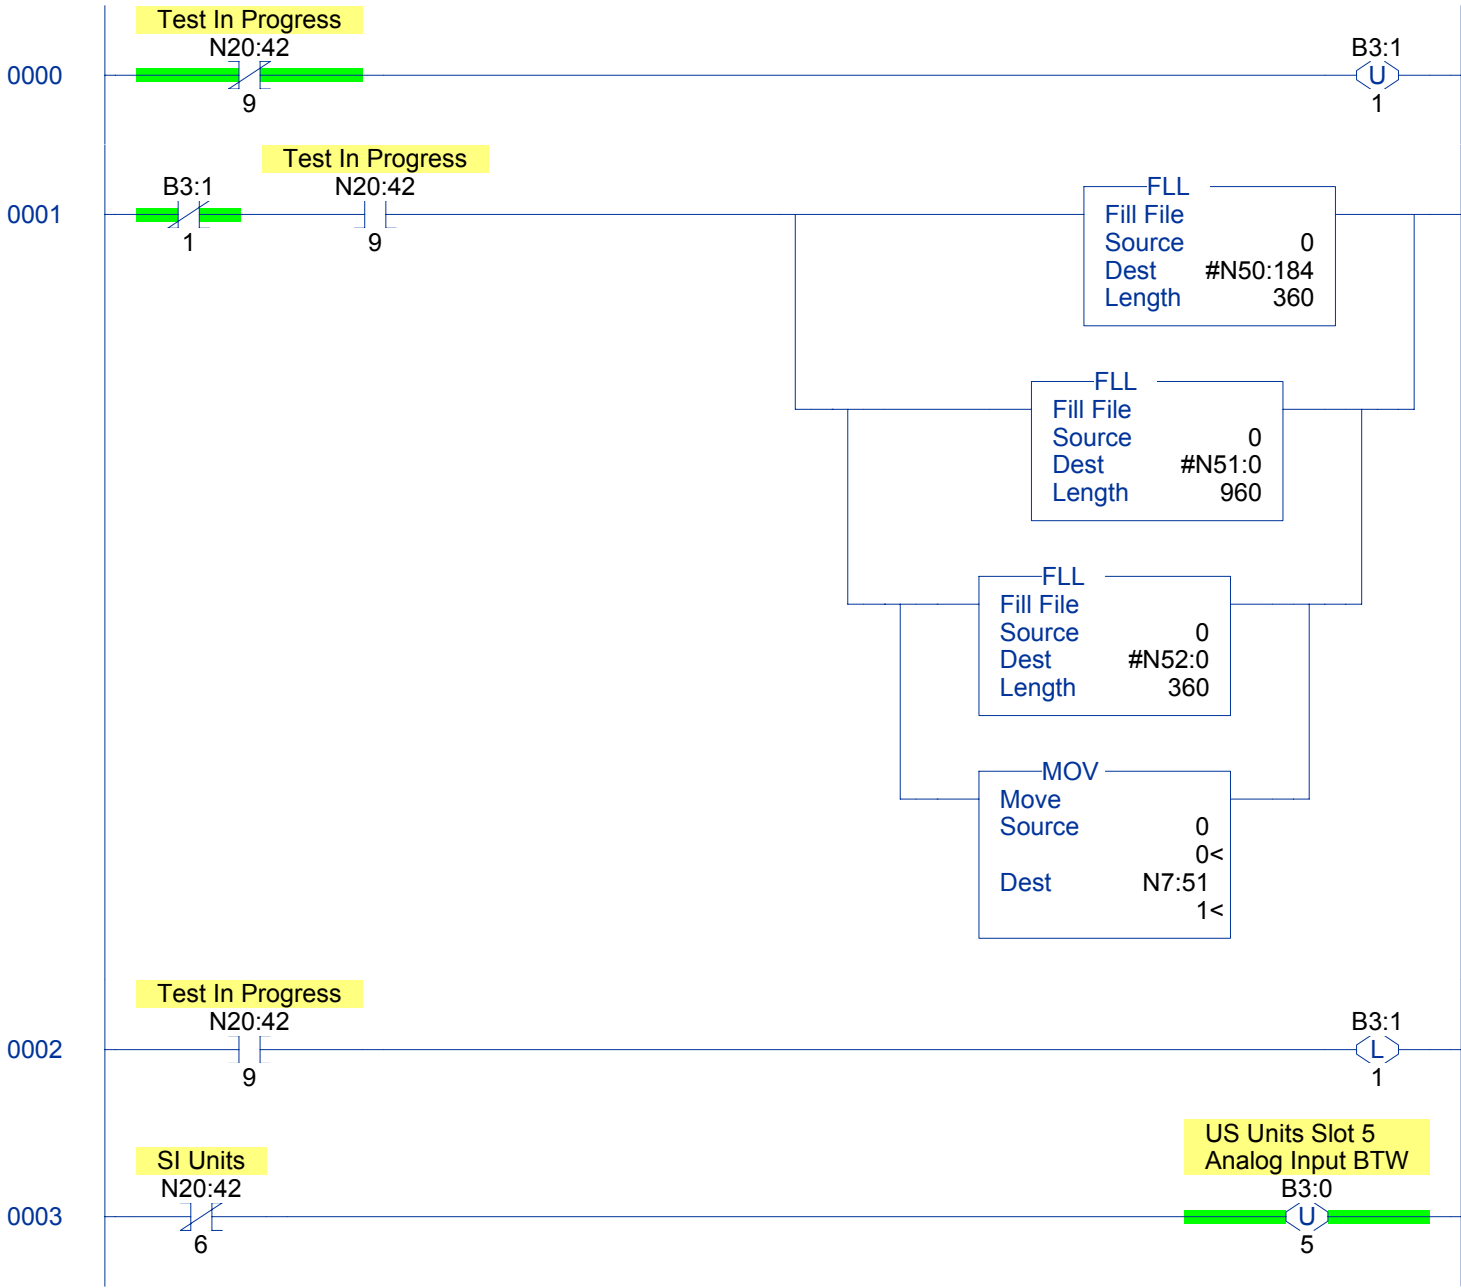 Test In Progress
N20:42
9
B3:1
U
1
0000
Test In Progress
B3:1
N20:42
1
9
0001
FLL
Fill File
Source 0
Dest #N50:184
Length 360
FLL
Fill File
Source 0
Dest #N51:0
Length 960
FLL
Fill File
Source 0
Dest #N52:0
Length 360
MOV
Move
Source 0
0<
Dest N7:51
1<
Test In Progress
N20:42
9
B3:1
L
1
0002
SI Units
N20:42
6
US Units Slot 5
Analog Input BTW
B3:0
U
5
0003